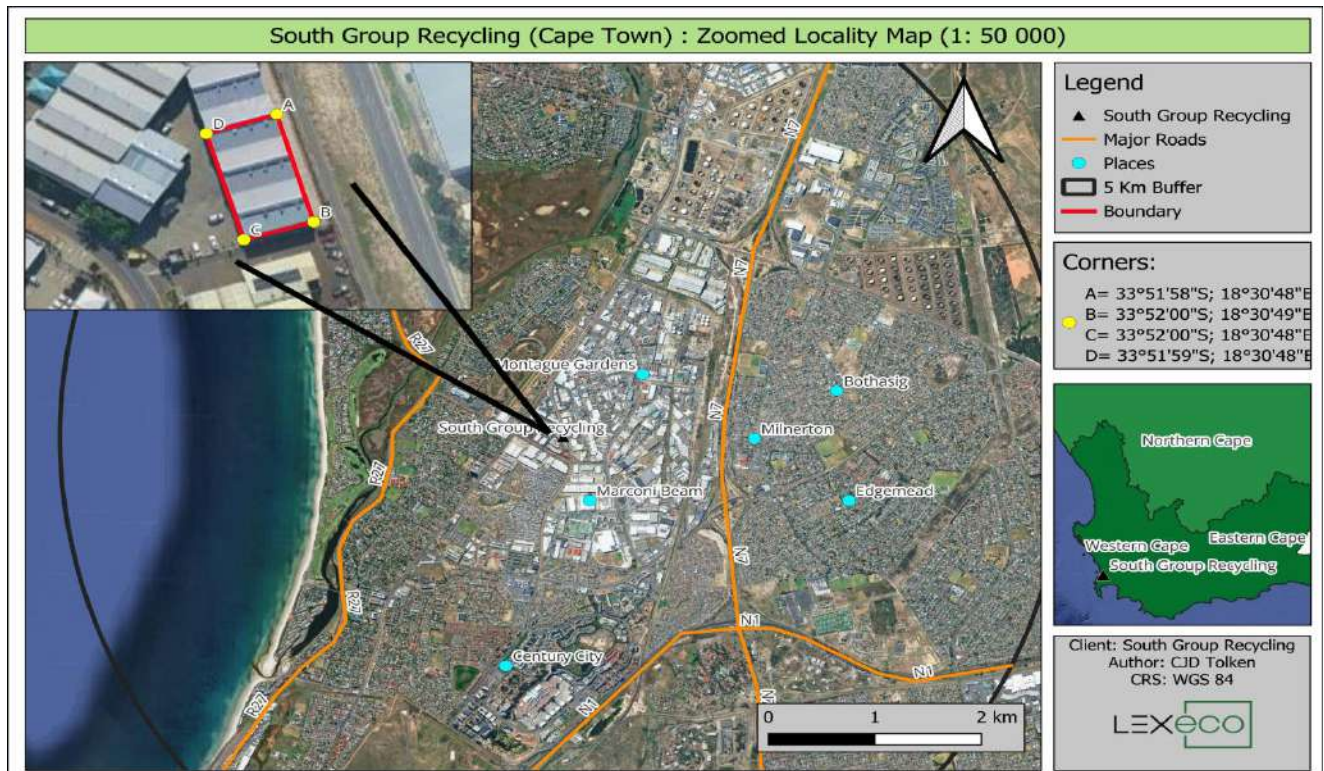 South Group Recycling (Cape Town) : Zoomed Locality Map (1: 50 000)
A
D
B
C
N7
R27
N7
Montague Gardens
Bothasig
N7
Milnerton
South Group Recycling
R27
Marconi Beam
Edgemead
N7
R27
N1
Century City
N1
N1
R27
N7
0 1 2 km
Legend
South Group Recycling
Major Roads
Places
5 Km Buffer
Boundary
Corners:
A= 33°51'58"S; 18°30'48"E
B= 33°52'00"S; 18°30'49"E
C= 33°52'00"S; 18°30'48"E
D= 33°51'59"S; 18°30'48"E
Northern Cape
Eastern Cape
Western Cape
South Group Recycling
Client: South Group Recycling
Author: CJD Tolken
CRS: WGS 84
LEXeco